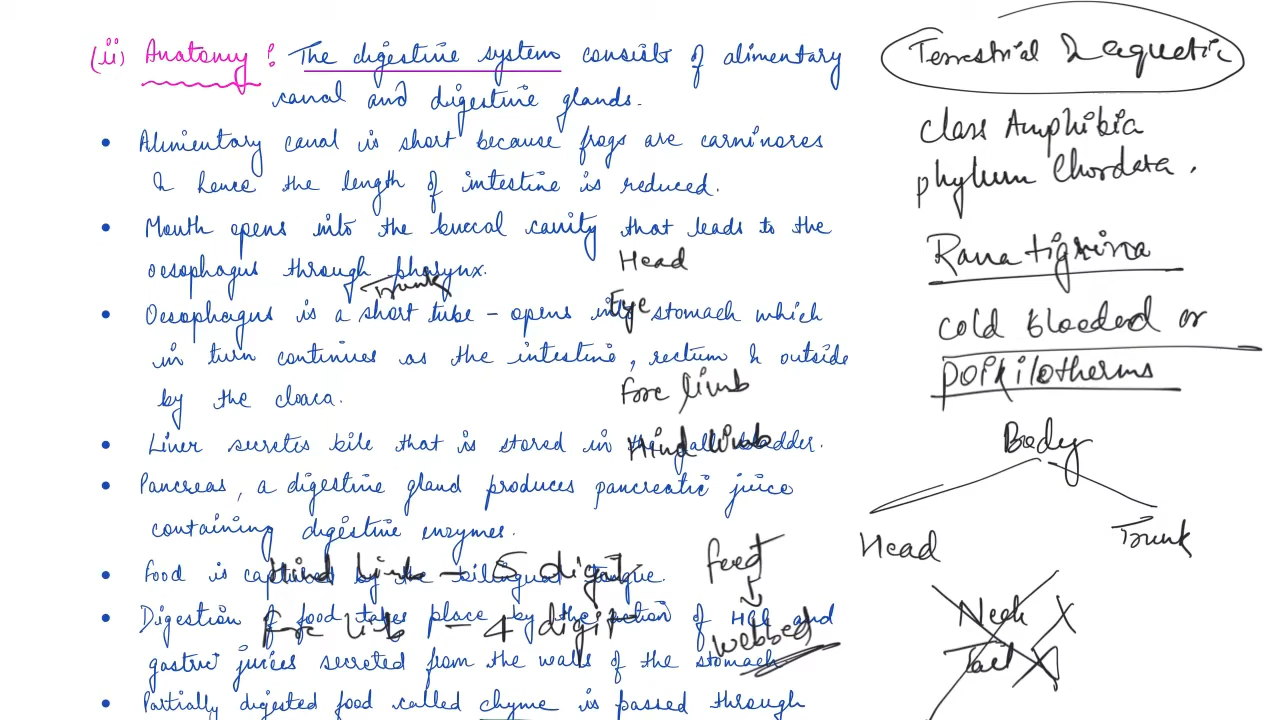 (ii) Anatomy : The digestive system consists of alimentary
canal and digestive glands.
• Alimentary canal is short because frogs are carnivores
& hence the length of intestine is reduced.
• Mouth opens into the buccal cavity that leads to the
oesophagus through pharynx.
• Oesophagus is a short tube – opens into stomach which
in turn continues as the intestine, rectum & outside
by the cloaca.
• Liver secretes bile that is stored in the gall bladder.
• Pancreas, a digestive gland produces pancreatic juice
containing digestive enzymes.
• Food is captured by the bilingual tongue.
• Digestion of food takes place by the action of HCl and
gastric juices secreted from the walls of the stomach.
• Partially digested food called chyme is passed through
Head
Trunk
Eye
fore limb
Hind limb
Hind limb – 5 digit
fore limb – 4 digit
feet
↓
webbed
Terrestrial & aquatic
class Amphibia
phylum Chordata.
Rana tigrina
cold blooded or
poikilotherms
Body
Head Trunk
Neck X
Tail X